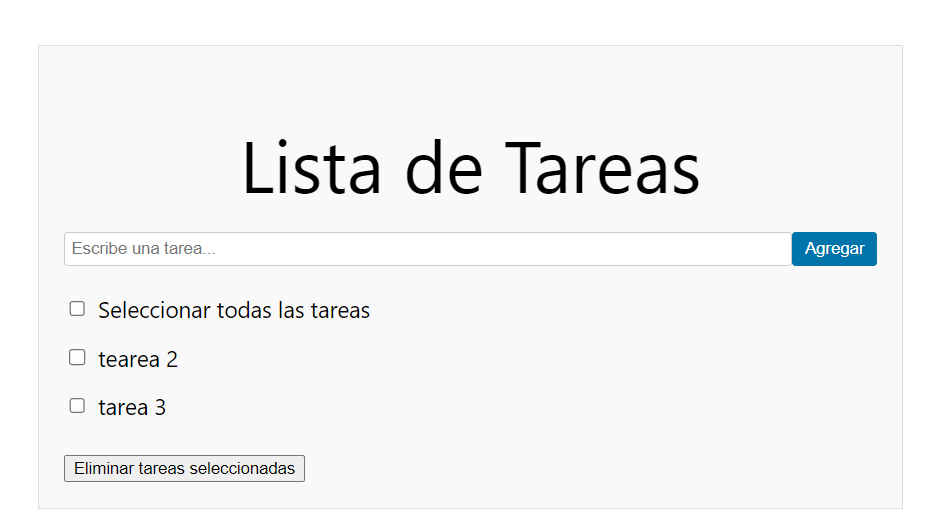 Lista de Tareas
Escribe una tarea...
Agregar
Seleccionar todas las tareas
tearea 2
tarea 3
Eliminar tareas seleccionadas